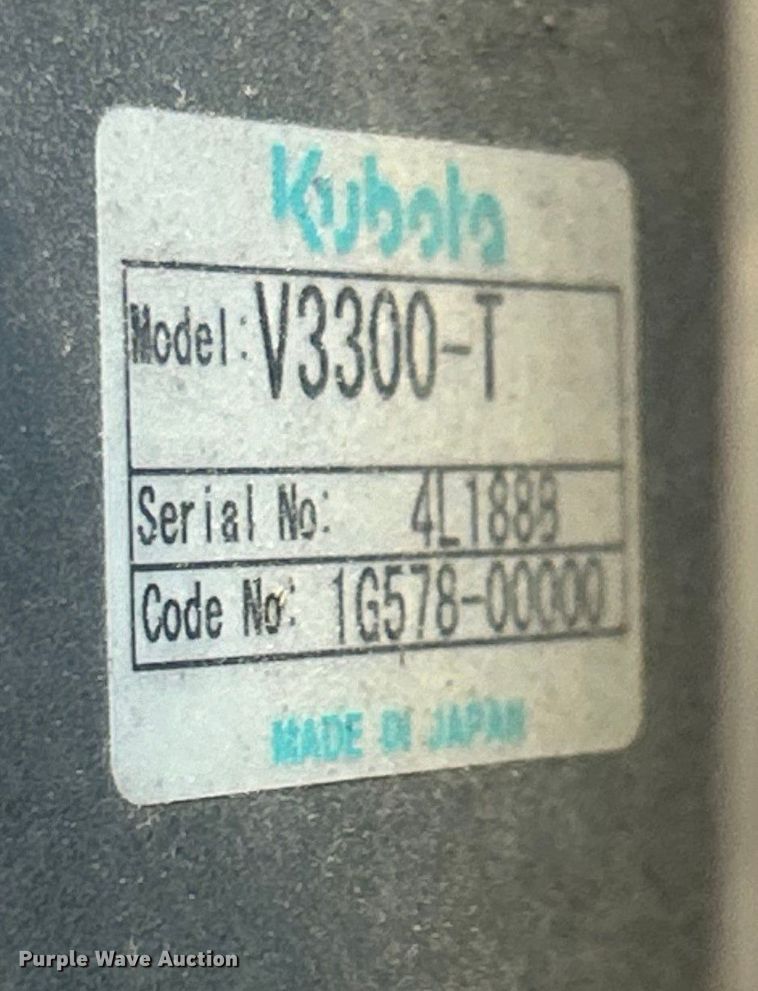 Kubota
Model: V3300-T
Serial No: 4L1888
Code No: 1G578-00000
MADE IN JAPAN
Purple Wave Auction